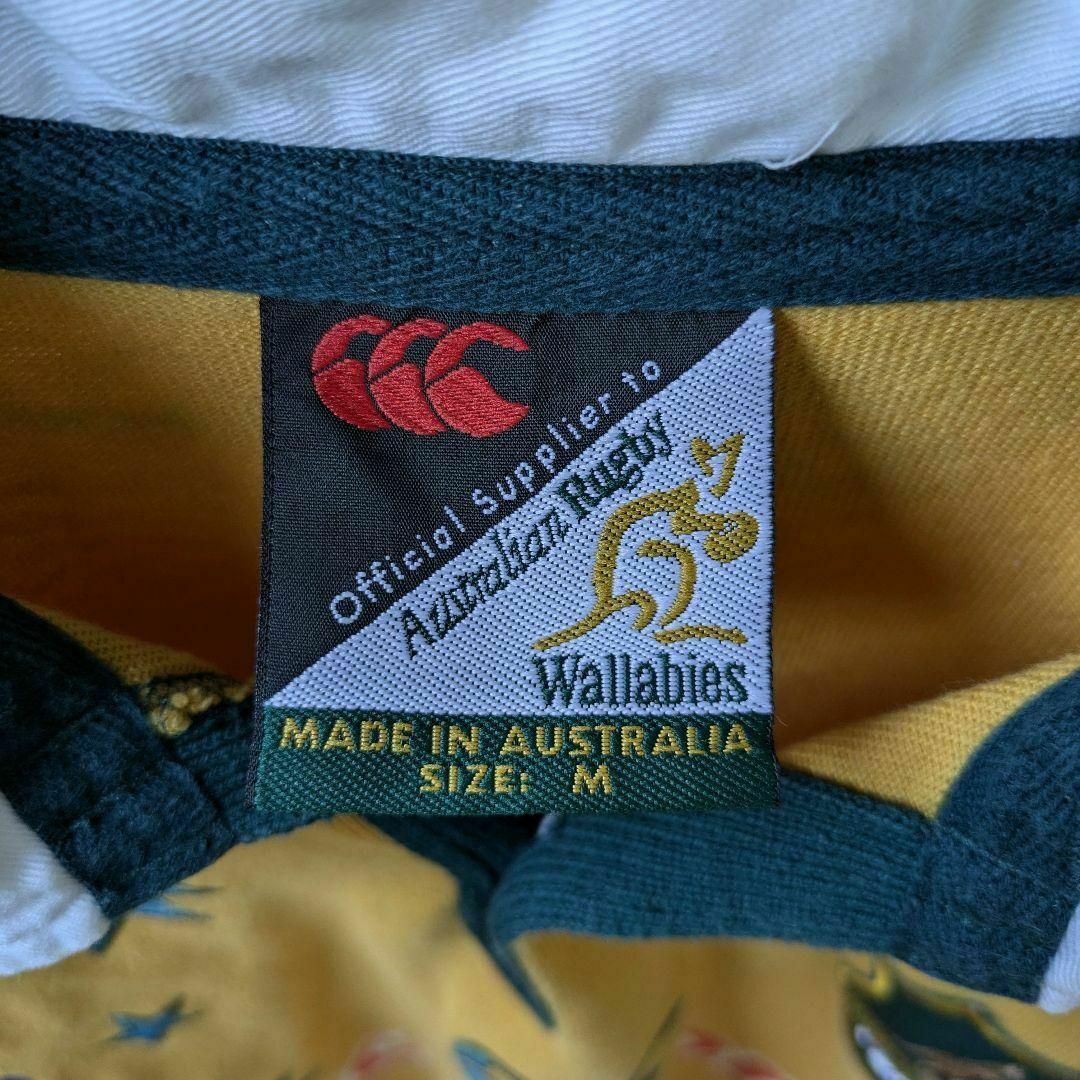 Official Supplier to
Australian Rugby
Wallabies
MADE IN AUSTRALIA
SIZE: M